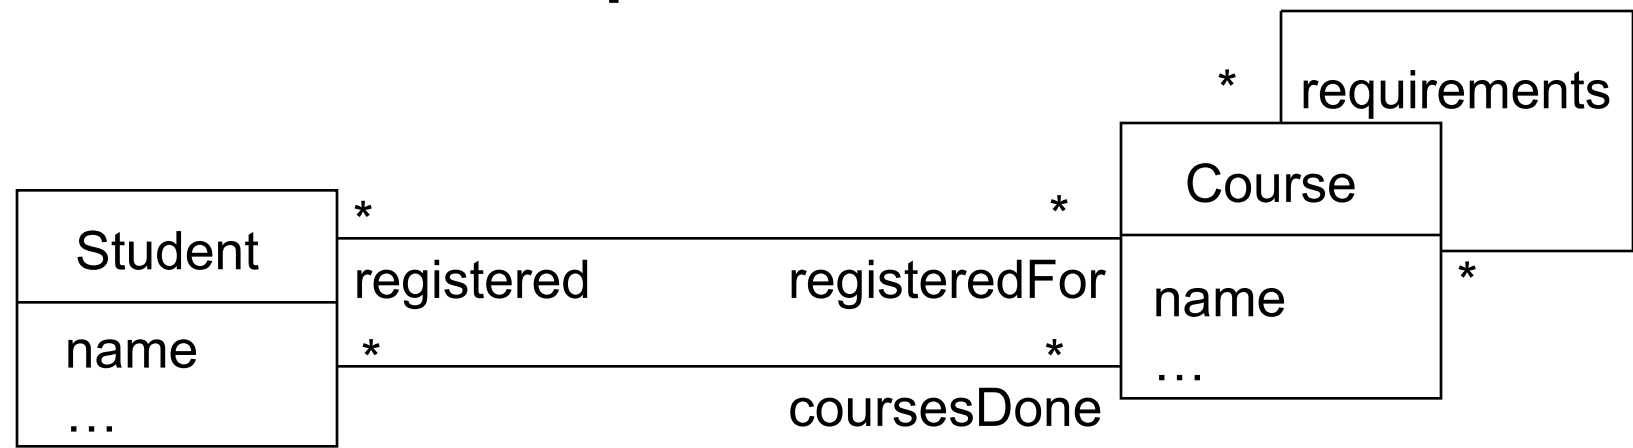 *
requirements
Course
*
*
Student
registered
registeredFor
*
name
name
*
*
…
coursesDone
…